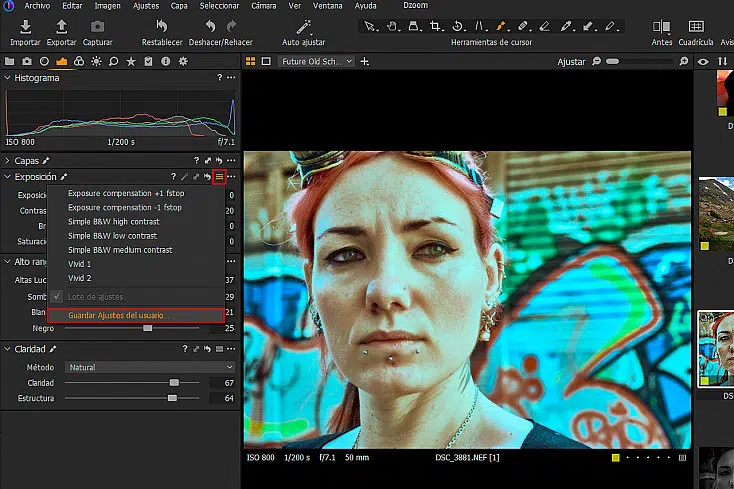 Archivo Editar Imagen Ajustes Capa Seleccionar Cámara Ver Scripts Ventana Ayuda Dzoom
Importar Exportar Capturar Restablecer Deshacer/Rehacer Auto ajustar Herramientas de cursor Antes Cuadrícula Avis
Future Old Sch... Ajustar
Histograma ? ...
ISO 800 1/200 s f/7.1
Capas ? ...
Exposición ? ...
Exposici 0
Contras 20
Br 0
Saturació 0
Exposure compensation +1 fstop
Exposure compensation -1 fstop
Simple B&W high contrast
Simple B&W low contrast
Simple B&W medium contrast
Vivid 1
Vivid 2
Lote de ajustes
Guardar Ajustes del usuario...
Alto rang
Altas Luc 37
Somb 29
Blan 21
Negro 25
Claridad ? ...
Método Natural
Claridad 67
Estructura 64
ISO 800 1/200 s f/7.1 50 mm DSC_3881.NEF [1]
D
D
DS